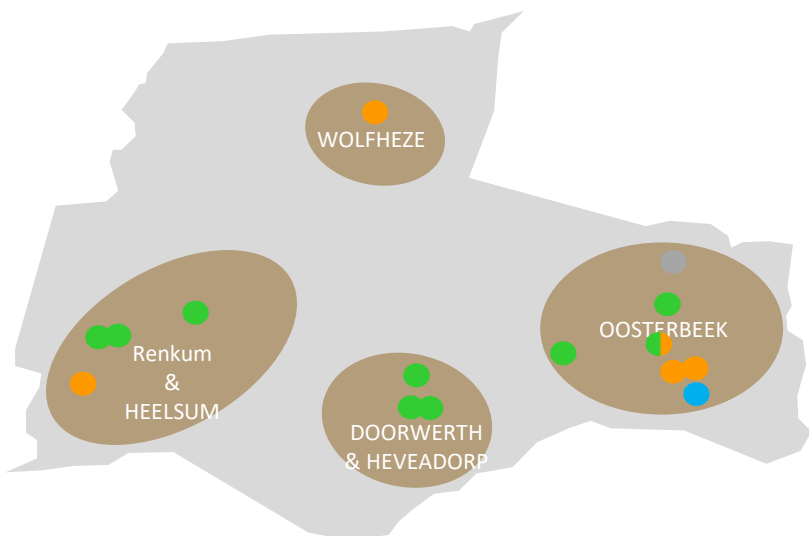 WOLFHEZE
OOSTERBEEK
Renkum
&
HEELSUM
DOORWERTH
& HEVEADORP